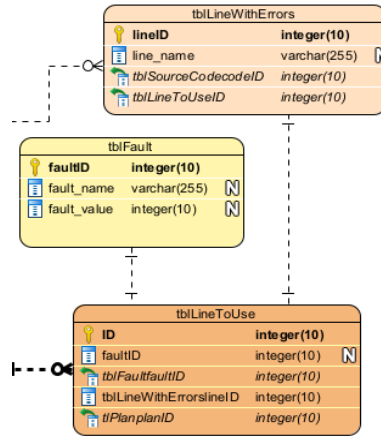 tblLineWithErrors
lineID integer(10)
line_name varchar(255) N
tblSourceCodecodeID integer(10)
tblLineToUseID integer(10)
tblFault
faultID integer(10)
fault_name varchar(255) N
fault_value integer(10) N
tblLineToUse
ID integer(10)
faultID integer(10) N
tblFaultfaultID integer(10)
tblLineWithErrorslineID integer(10)
tlPlanplanID integer(10)